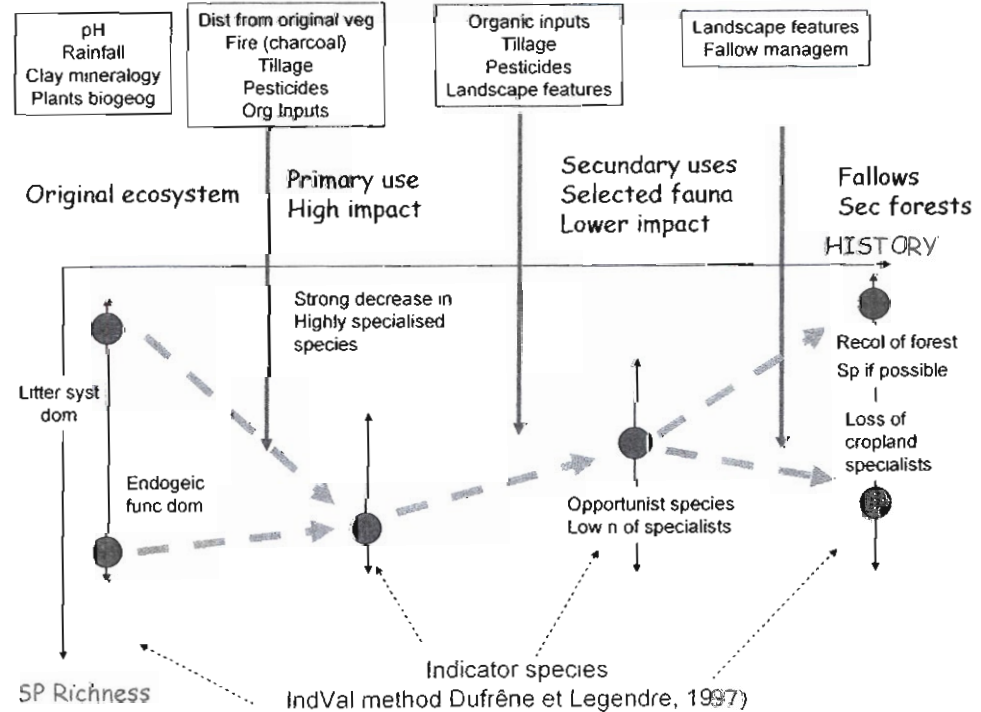 pH
Rainfall
Clay mineralogy
Plants biogeog
Dist from original veg
Fire (charcoal)
Tillage
Pesticides
Org Inputs
Organic inputs
Tillage
Pesticides
Landscape features
Landscape features
Fallow managem
Original ecosystem
Primary use
High impact
Secundary uses
Selected fauna
Lower impact
Fallows
Sec forests
HISTORY
Strong decrease in
Highly specialised
species
Litter syst
dom
Endogeic
func dom
Recol of forest
Sp if possible
Loss of
cropland
specialists
Opportunist species
Low n of specialists
Indicator species
IndVal method Dufrêne et Legendre, 1997)
SP Richness